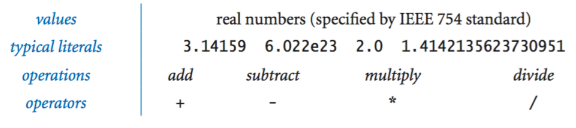 values real numbers (specified by IEEE 754 standard)
typical literals 3.14159 6.022e23 2.0 1.4142135623730951
operations add subtract multiply divide
operators + - * /